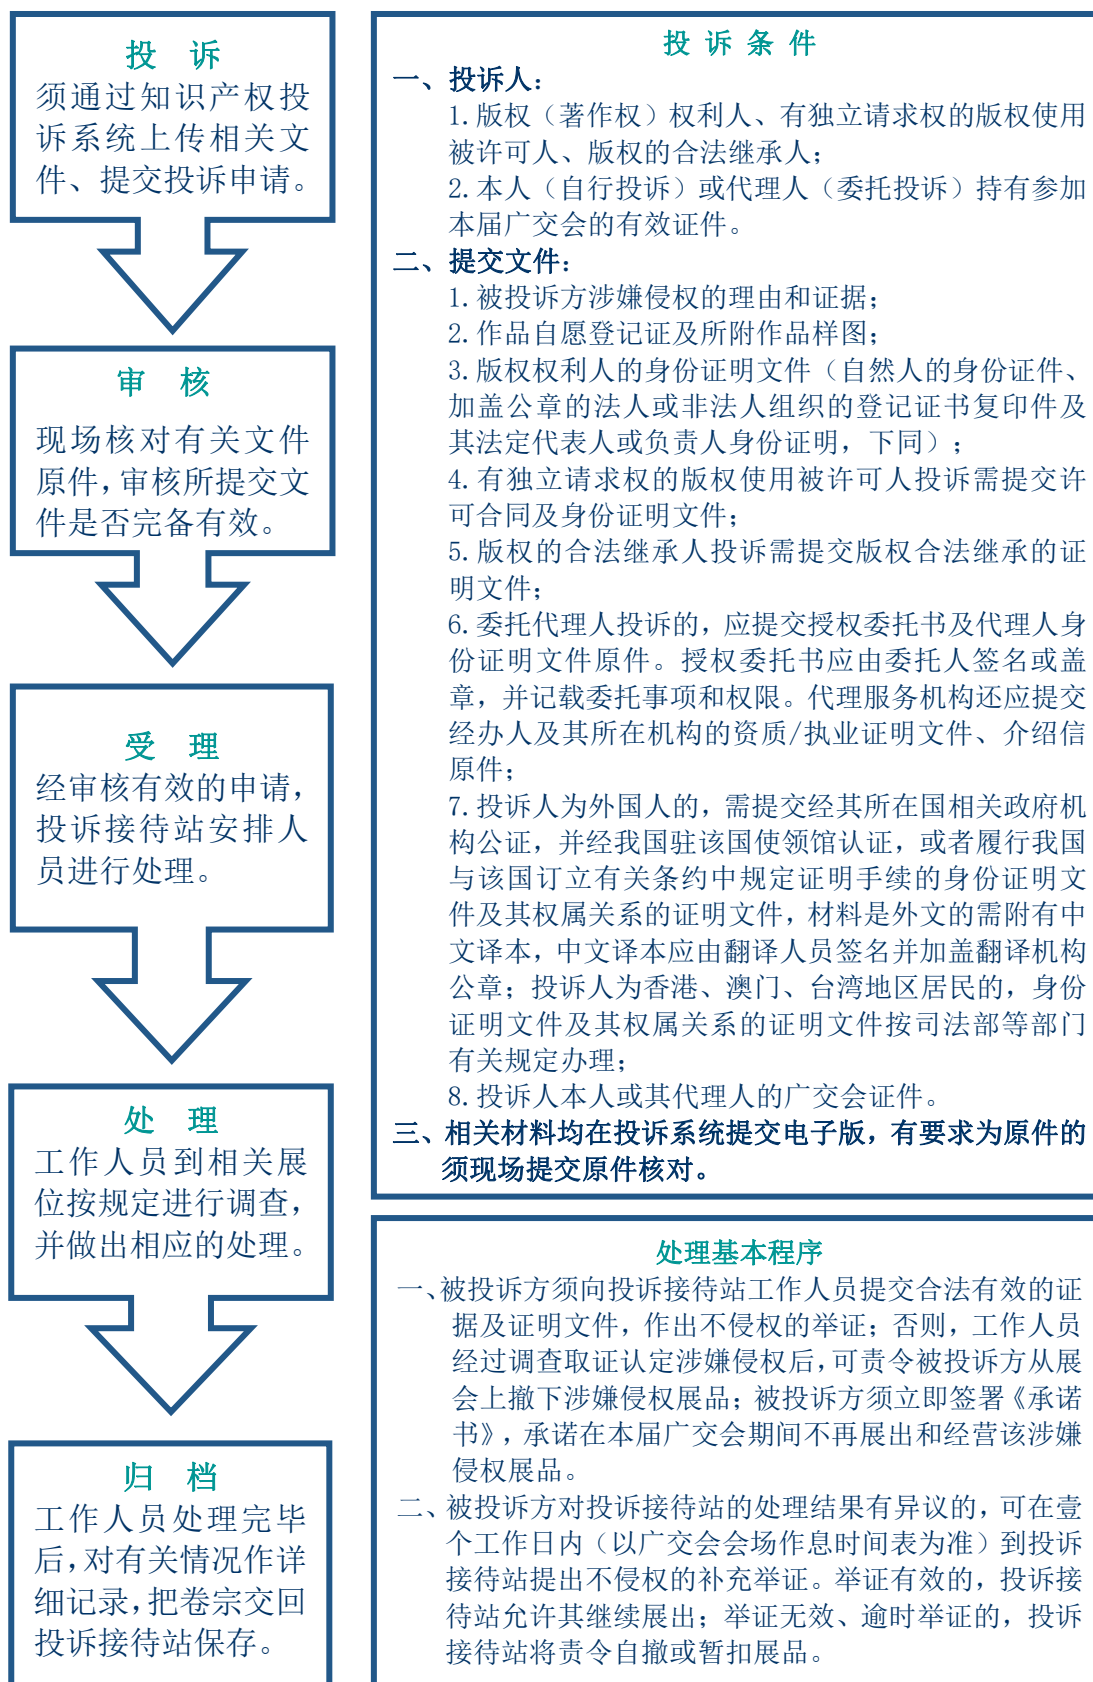 投 诉
须通过知识产权投
诉系统上传相关文
件、提交投诉申请。
审 核
现场核对有关文件
原件，审核所提交文
件是否完备有效。
受 理
经审核有效的申请，
投诉接待站安排人
员进行处理。
处 理
工作人员到相关展
位按规定进行调查，
并做出相应的处理。
归 档
工作人员处理完毕
后，对有关情况作详
细记录，把卷宗交回
投诉接待站保存。
投 诉 条 件
一、投诉人：
1.版权（著作权）权利人、有独立请求权的版权使用
被许可人、版权的合法继承人；
2.本人（自行投诉）或代理人（委托投诉）持有参加
本届广交会的有效证件。
二、提交文件：
1.被投诉方涉嫌侵权的理由和证据；
2.作品自愿登记证及所附作品样图；
3.版权权利人的身份证明文件（自然人的身份证件、
加盖公章的法人或非法人组织的登记证书复印件及
其法定代表人或负责人身份证明，下同）；
4.有独立请求权的版权使用被许可人投诉需提交许
可合同及身份证明文件；
5.版权的合法继承人投诉需提交版权合法继承的证
明文件；
6.委托代理人投诉的，应提交授权委托书及代理人身
份证明文件原件。授权委托书应由委托人签名或盖
章，并记载委托事项和权限。代理服务机构还应提交
经办人及其所在机构的资质/执业证明文件、介绍信
原件；
7.投诉人为外国人的，需提交经其所在国相关政府机
构公证，并经我国驻该国使领馆认证，或者履行我国
与该国订立有关条约中规定证明手续的身份证明文
件及其权属关系的证明文件，材料是外文的需附有中
文译本，中文译本应由翻译人员签名并加盖翻译机构
公章；投诉人为香港、澳门、台湾地区居民的，身份
证明文件及其权属关系的证明文件按司法部等部门
有关规定办理；
8.投诉人本人或其代理人的广交会证件。
三、相关材料均在投诉系统提交电子版，有要求为原件的
须现场提交原件核对。
处理基本程序
一、被投诉方须向投诉接待站工作人员提交合法有效的证
据及证明文件，作出不侵权的举证；否则，工作人员
经过调查取证认定涉嫌侵权后，可责令被投诉方从展
会上撤下涉嫌侵权展品；被投诉方须立即签署《承诺
书》，承诺在本届广交会期间不再展出和经营该涉嫌
侵权展品。
二、被投诉方对投诉接待站的处理结果有异议的，可在壹
个工作日内（以广交会会场作息时间表为准）到投诉
接待站提出不侵权的补充举证。举证有效的，投诉接
待站允许其继续展出；举证无效、逾时举证的，投诉
接待站将责令自撤或暂扣展品。